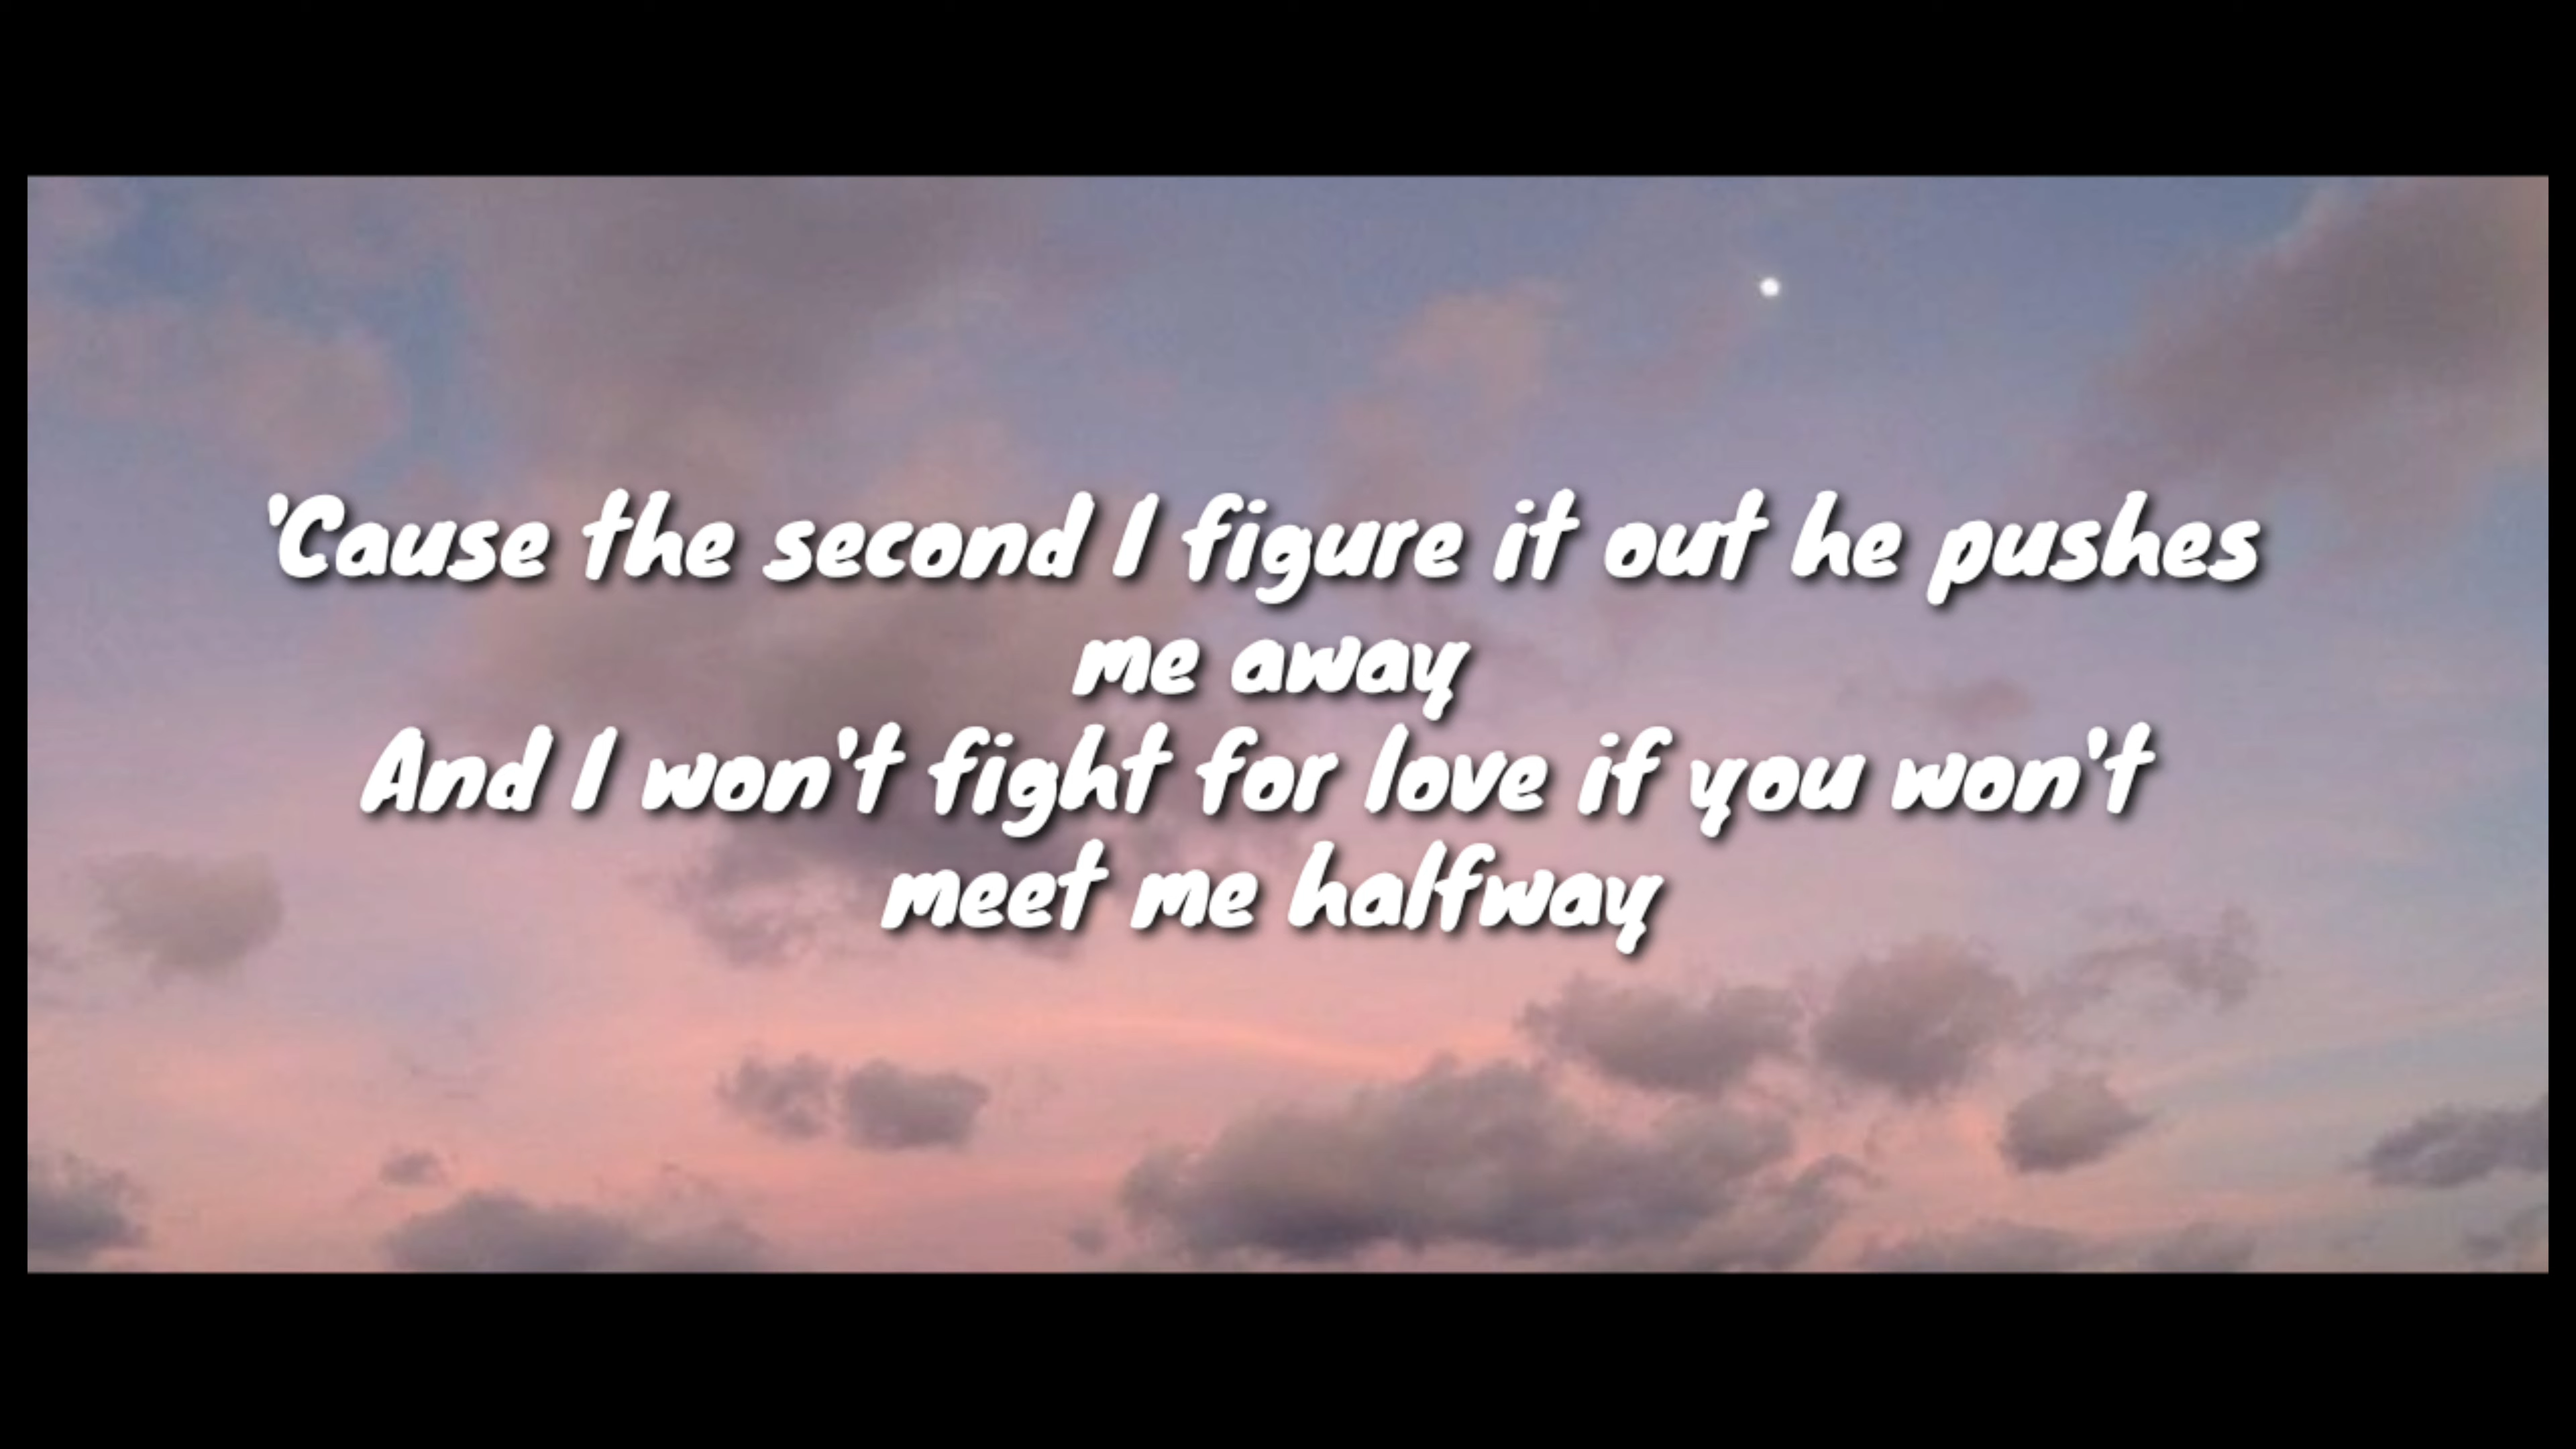 'Cause the second I figure it out he pushes
me away
And I won't fight for love if you won't
meet me halfway